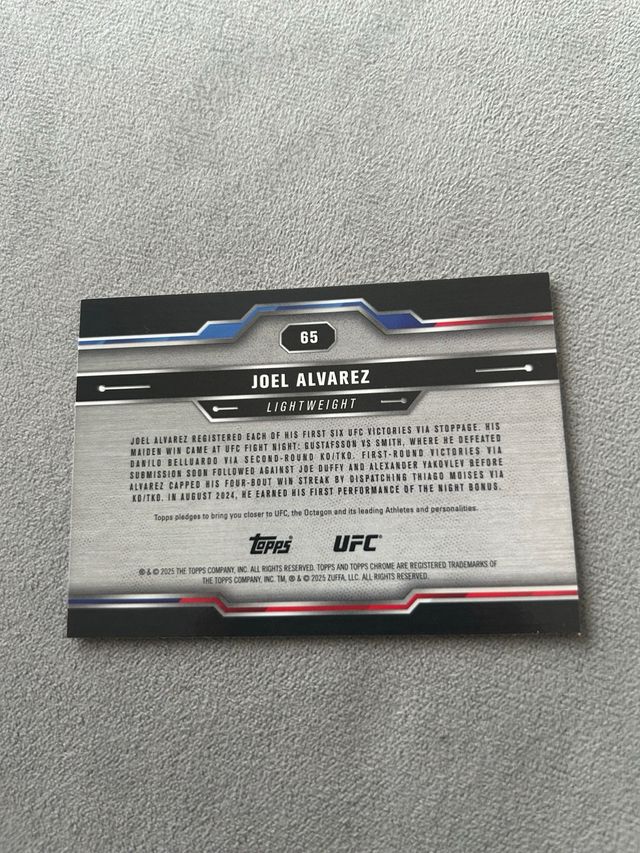 65
JOEL ALVAREZ
LIGHTWEIGHT
JOEL ALVAREZ REGISTERED EACH OF HIS FIRST SIX UFC VICTORIES VIA STOPPAGE. HIS
MAIDEN WIN CAME AT UFC FIGHT NIGHT: GUSTAFSSON VS SMITH, WHERE HE DEFEATED
DANILO BELLUARDO VIA SECOND-ROUND KO/TKO. FIRST-ROUND VICTORIES VIA
SUBMISSION SOON FOLLOWED AGAINST JOE DUFFY AND ALEXANDER YAKOVLEV BEFORE
ALVAREZ CAPPED HIS FOUR-BOUT WIN STREAK BY DISPATCHING THIAGO MOISES VIA
KO/TKO. IN AUGUST 2024, HE EARNED HIS FIRST PERFORMANCE OF THE NIGHT BONUS.
Topps pledges to bring you closer to UFC, the Octagon and its leading Athletes and personalities.
topps UFC®
® & © 2025 THE TOPPS COMPANY, INC. ALL RIGHTS RESERVED. TOPPS AND TOPPS CHROME ARE REGISTERED TRADEMARKS OF
THE TOPPS COMPANY, INC. TM, ® & © 2025 ZUFFA, LLC. ALL RIGHTS RESERVED.